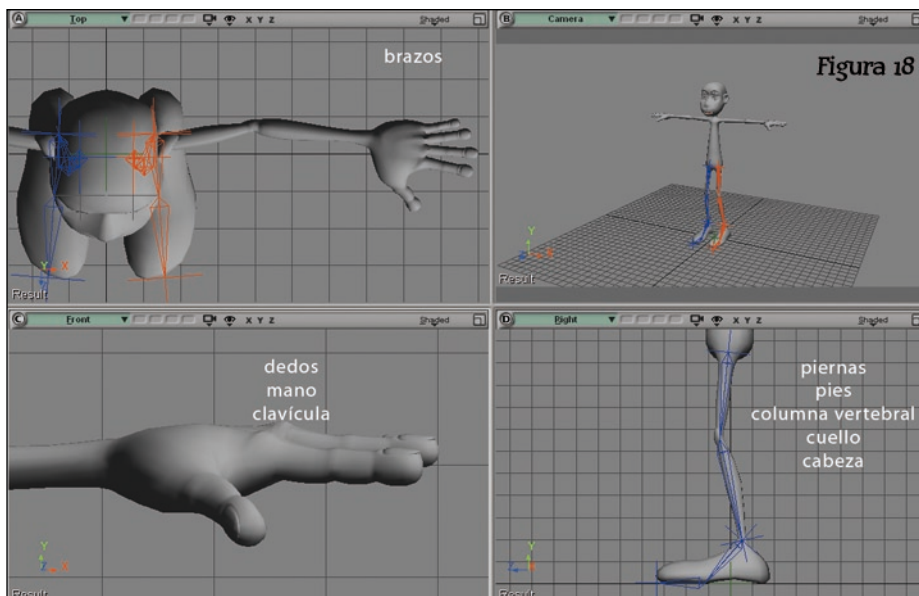 A Top X Y Z Shaded
brazos
Y X
Result
B Camera X Y Z Shaded
Figura 18
Y
Z X
Result
C Front X Y Z Shaded
dedos
mano
clavícula
Y
Z X
Result
D Right X Y Z Shaded
piernas
pies
columna vertebral
cuello
cabeza
Y
Z X
Result